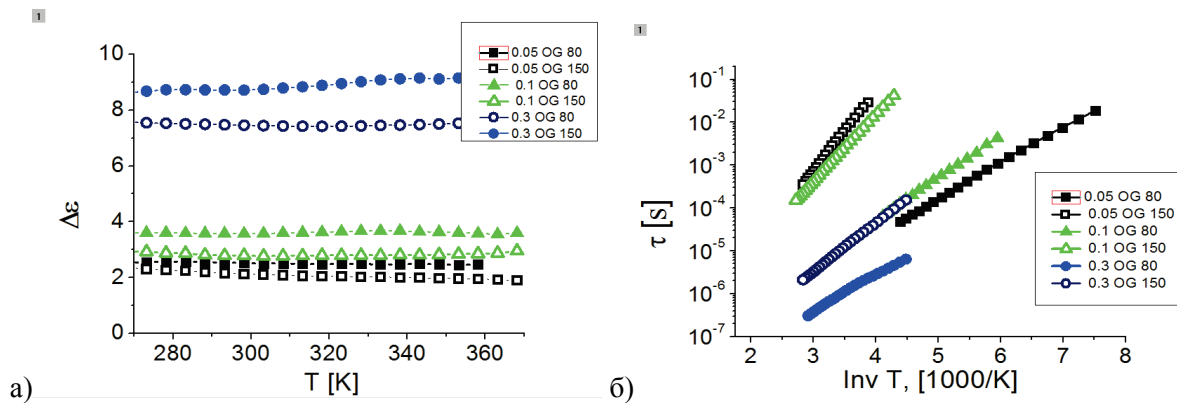 1
10
8
6
4
2
0
Δε
280 300 320 340 360
T [K]
0.05 OG 80
0.05 OG 150
0.1 OG 80
0.1 OG 150
0.3 OG 80
0.3 OG 150
а)
1
10⁻¹
10⁻²
10⁻³
10⁻⁴
10⁻⁵
10⁻⁶
10⁻⁷
τ [s]
2 3 4 5 6 7 8
Inv T, [1000/K]
0.05 OG 80
0.05 OG 150
0.1 OG 80
0.1 OG 150
0.3 OG 80
0.3 OG 150
б)